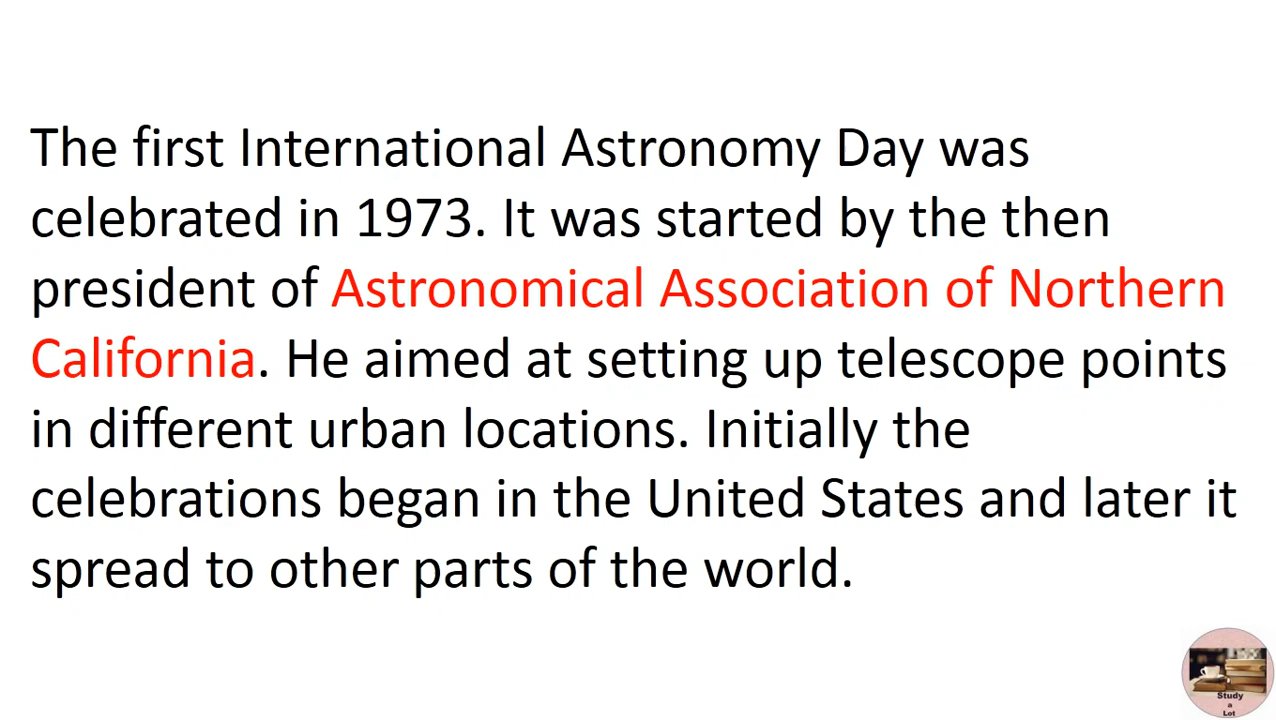 The first International Astronomy Day was
celebrated in 1973. It was started by the then
president of Astronomical Association of Northern
California. He aimed at setting up telescope points
in different urban locations. Initially the
celebrations began in the United States and later it
spread to other parts of the world.
Study
a
Lot